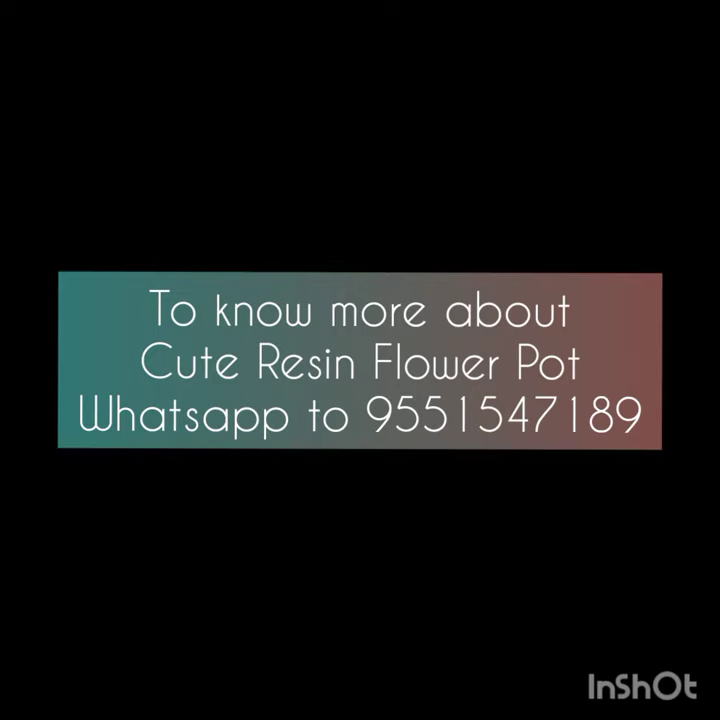 To know more about
Cute Resin Flower Pot
Whatsapp to 9551547189
InShOt